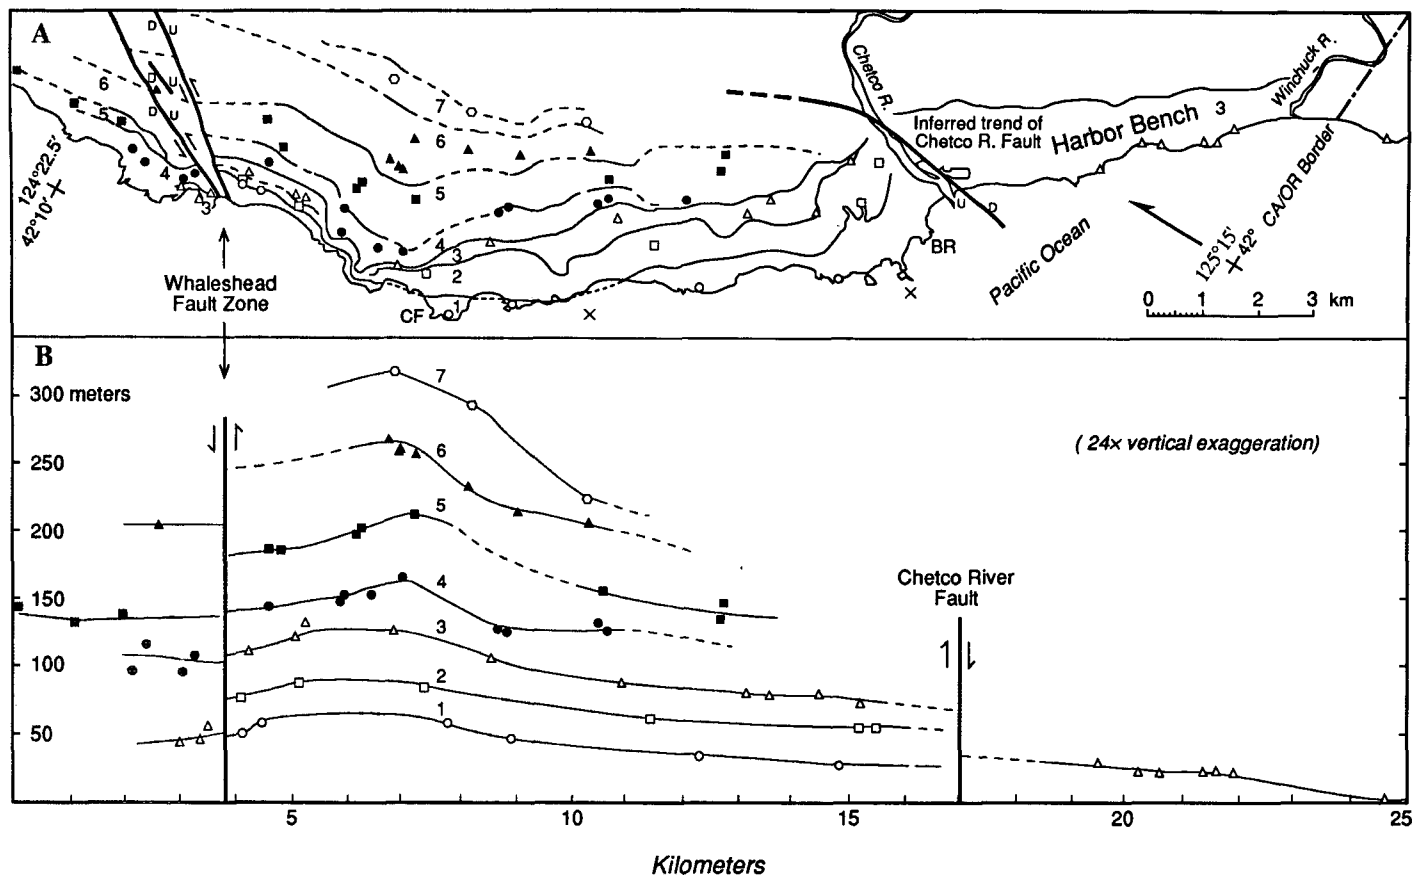 A
D U
D U
D U
6
5
4
3
7
6
5
4
3
2
1
CF
BR
124°22.5'
42°10'
Whaleshead
Fault Zone
Chetco R.
Inferred trend of
Chetco R. Fault
Harbor Bench 3
Winchuck R.
CA/OR Border
U D
Pacific Ocean
125°15'
42°
0 1 2 3 km
B
300 meters
250
200
150
100
50
7
6
5
4
3
2
1
( 24x vertical exaggeration)
Chetco River
Fault
5 10 15 20 25
Kilometers